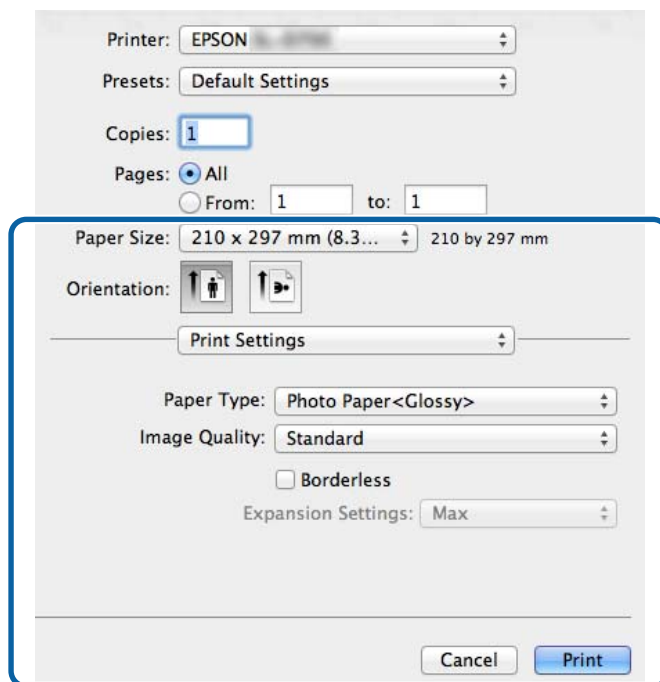 Printer: EPSON
Presets: Default Settings
Copies: 1
Pages: All
From: 1 to: 1
Paper Size: 210 x 297 mm (8.3... 210 by 297 mm
Orientation:
Print Settings
Paper Type: Photo Paper<Glossy>
Image Quality: Standard
Borderless
Expansion Settings: Max
Cancel Print